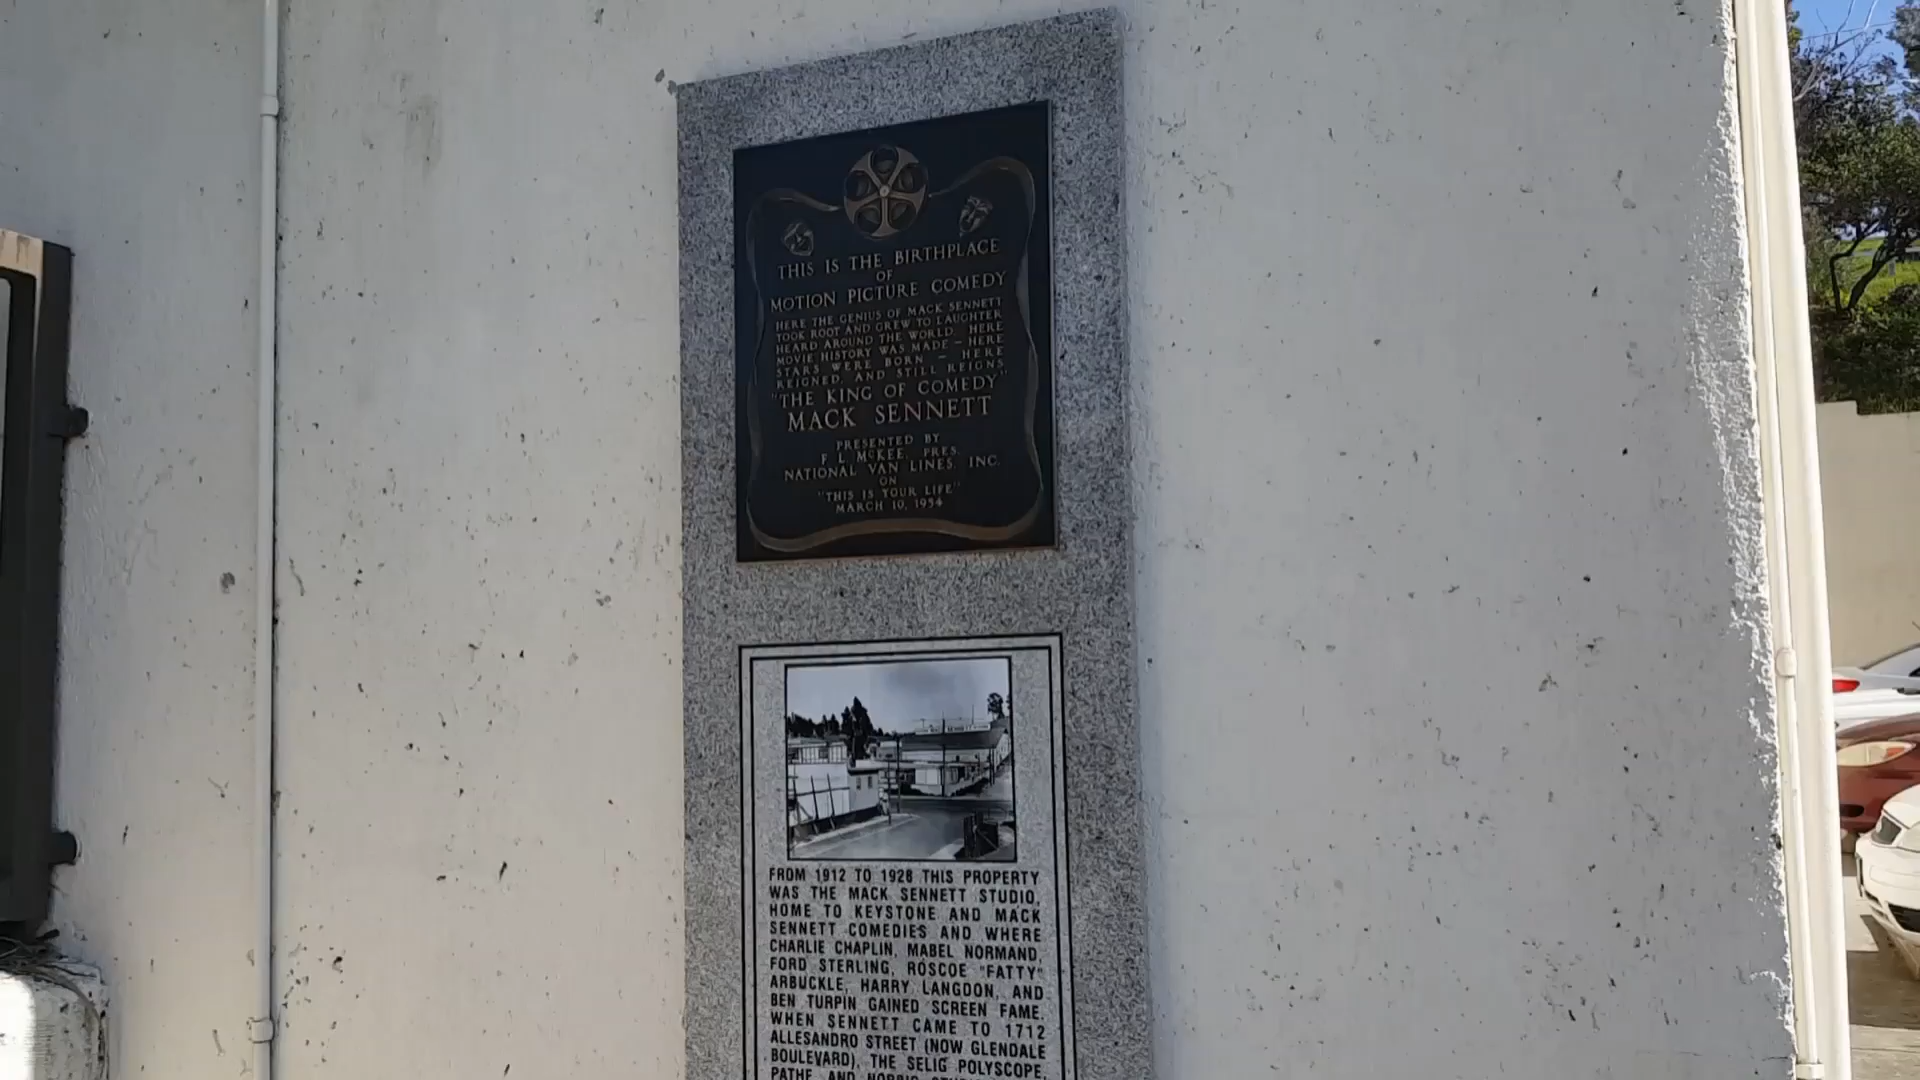 THIS IS THE BIRTHPLACE
OF
MOTION PICTURE COMEDY
HERE THE GENIUS OF MACK SENNETT
TOOK ROOT AND GREW TO LAUGHTER
HEARD AROUND THE WORLD. HERE
MOVIE HISTORY WAS MADE – HERE
STARS WERE BORN – HERE
REIGNED, AND STILL REIGNS
"THE KING OF COMEDY"
MACK SENNETT
PRESENTED BY
F. L. McKEE, PRES.
NATIONAL VAN LINES, INC.
ON
"THIS IS YOUR LIFE"
MARCH 10, 1954
FROM 1912 TO 1928 THIS PROPERTY
WAS THE MACK SENNETT STUDIO,
HOME TO KEYSTONE AND MACK
SENNETT COMEDIES AND WHERE
CHARLIE CHAPLIN, MABEL NORMAND,
FORD STERLING, ROSCOE "FATTY"
ARBUCKLE, HARRY LANGDON, AND
BEN TURPIN GAINED SCREEN FAME.
WHEN SENNETT CAME TO 1712
ALLESANDRO STREET (NOW GLENDALE
BOULEVARD), THE SELIG POLYSCOPE,
PATHE AND